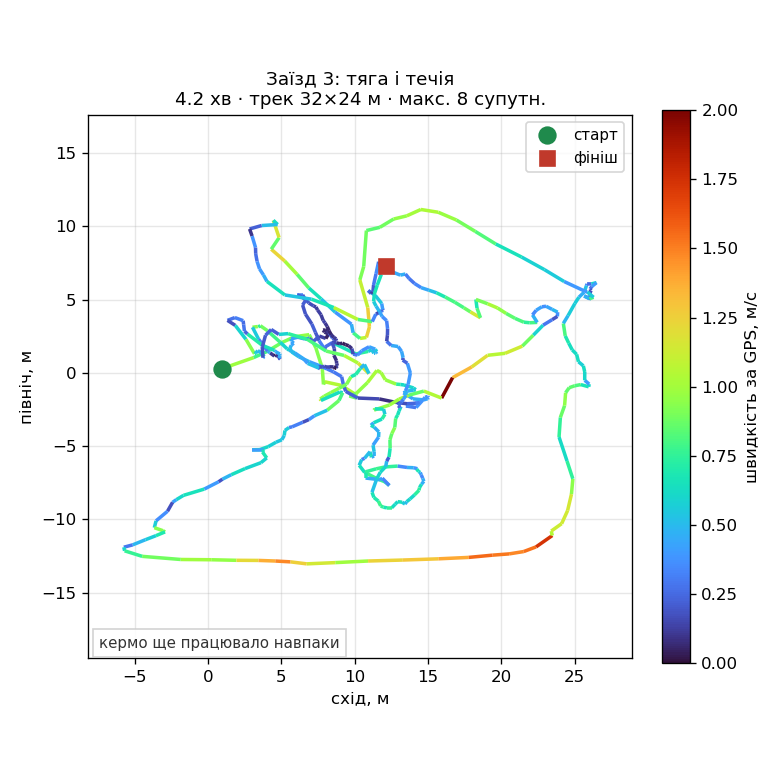 Заїзд 3: тяга і течія
4.2 хв · трек 32×24 м · макс. 8 супутн.
старт
фініш
15
10
5
0
−5
−10
−15
північ, м
кермо ще працювало навпаки
−5
0
5
10
15
20
25
схід, м
2.00
1.75
1.50
1.25
1.00
0.75
0.50
0.25
0.00
швидкість за GPS, м/с